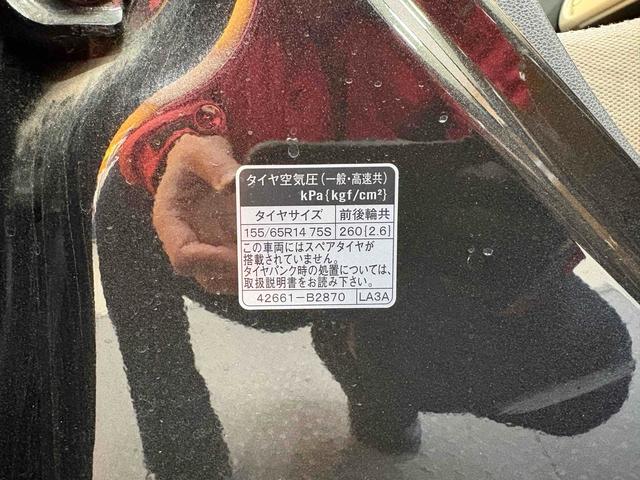 タイヤ空気圧(一般・高速共)
kPa{kgf/cm²}
タイヤサイズ 前後輪共
155/65R14 75S 260{2.6}
この車両にはスペアタイヤが
搭載されていません。
タイヤパンク時の処置については、
取扱説明書をお読み下さい。
42661-B2870 LA3A